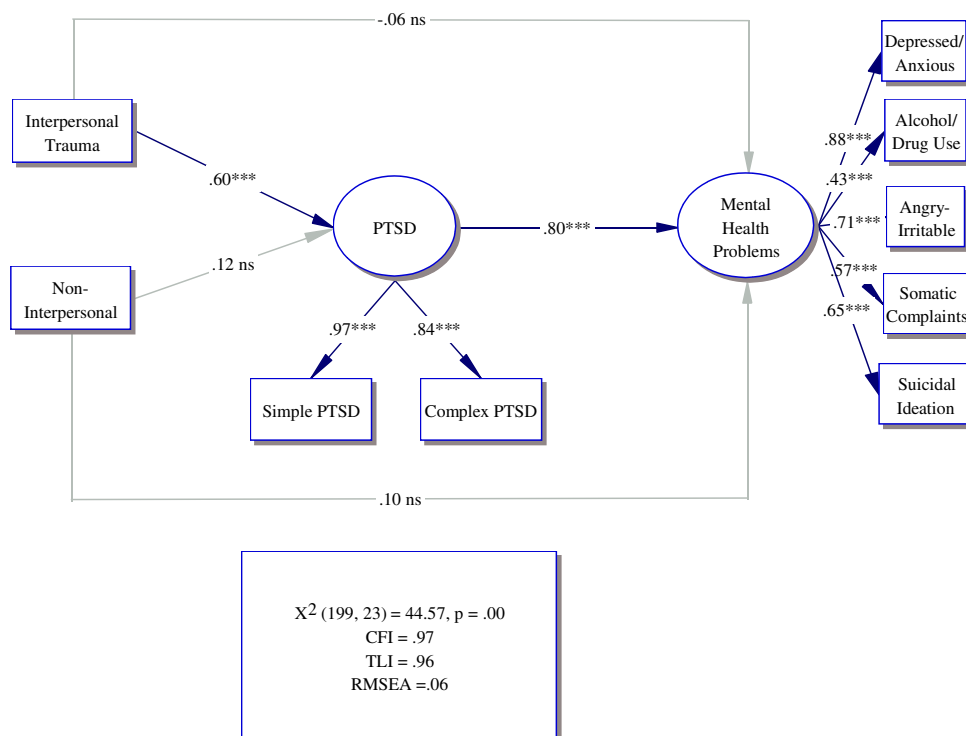 -.06 ns
Depressed/
Anxious
Interpersonal
Trauma
Alcohol/
Drug Use
.88***
.60***
.43***
PTSD
Mental
Health
Problems
Angry-
Irritable
.71***
.80***
.12 ns
.57***
Non-
Interpersonal
Somatic
Complaints
.65***
.97***
.84***
Simple PTSD
Complex PTSD
Suicidal
Ideation
.10 ns
X2 (199, 23) = 44.57, p = .00
CFI = .97
TLI = .96
RMSEA =.06